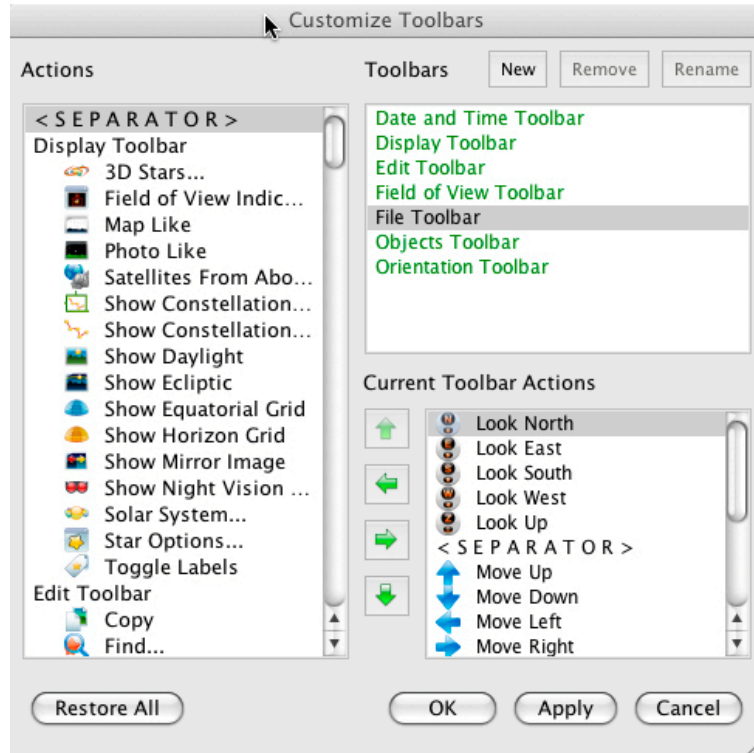 Customize Toolbars
Actions
<SEPARATOR>
Display Toolbar
3D Stars...
Field of View Indic...
Map Like
Photo Like
Satellites From Abo...
Show Constellation...
Show Constellation...
Show Daylight
Show Ecliptic
Show Equatorial Grid
Show Horizon Grid
Show Mirror Image
Show Night Vision ...
Solar System...
Star Options...
Toggle Labels
Edit Toolbar
Copy
Find...
Toolbars
New
Remove
Rename
Date and Time Toolbar
Display Toolbar
Edit Toolbar
Field of View Toolbar
File Toolbar
Objects Toolbar
Orientation Toolbar
Current Toolbar Actions
Look North
Look East
Look South
Look West
Look Up
<SEPARATOR>
Move Up
Move Down
Move Left
Move Right
Restore All
OK
Apply
Cancel